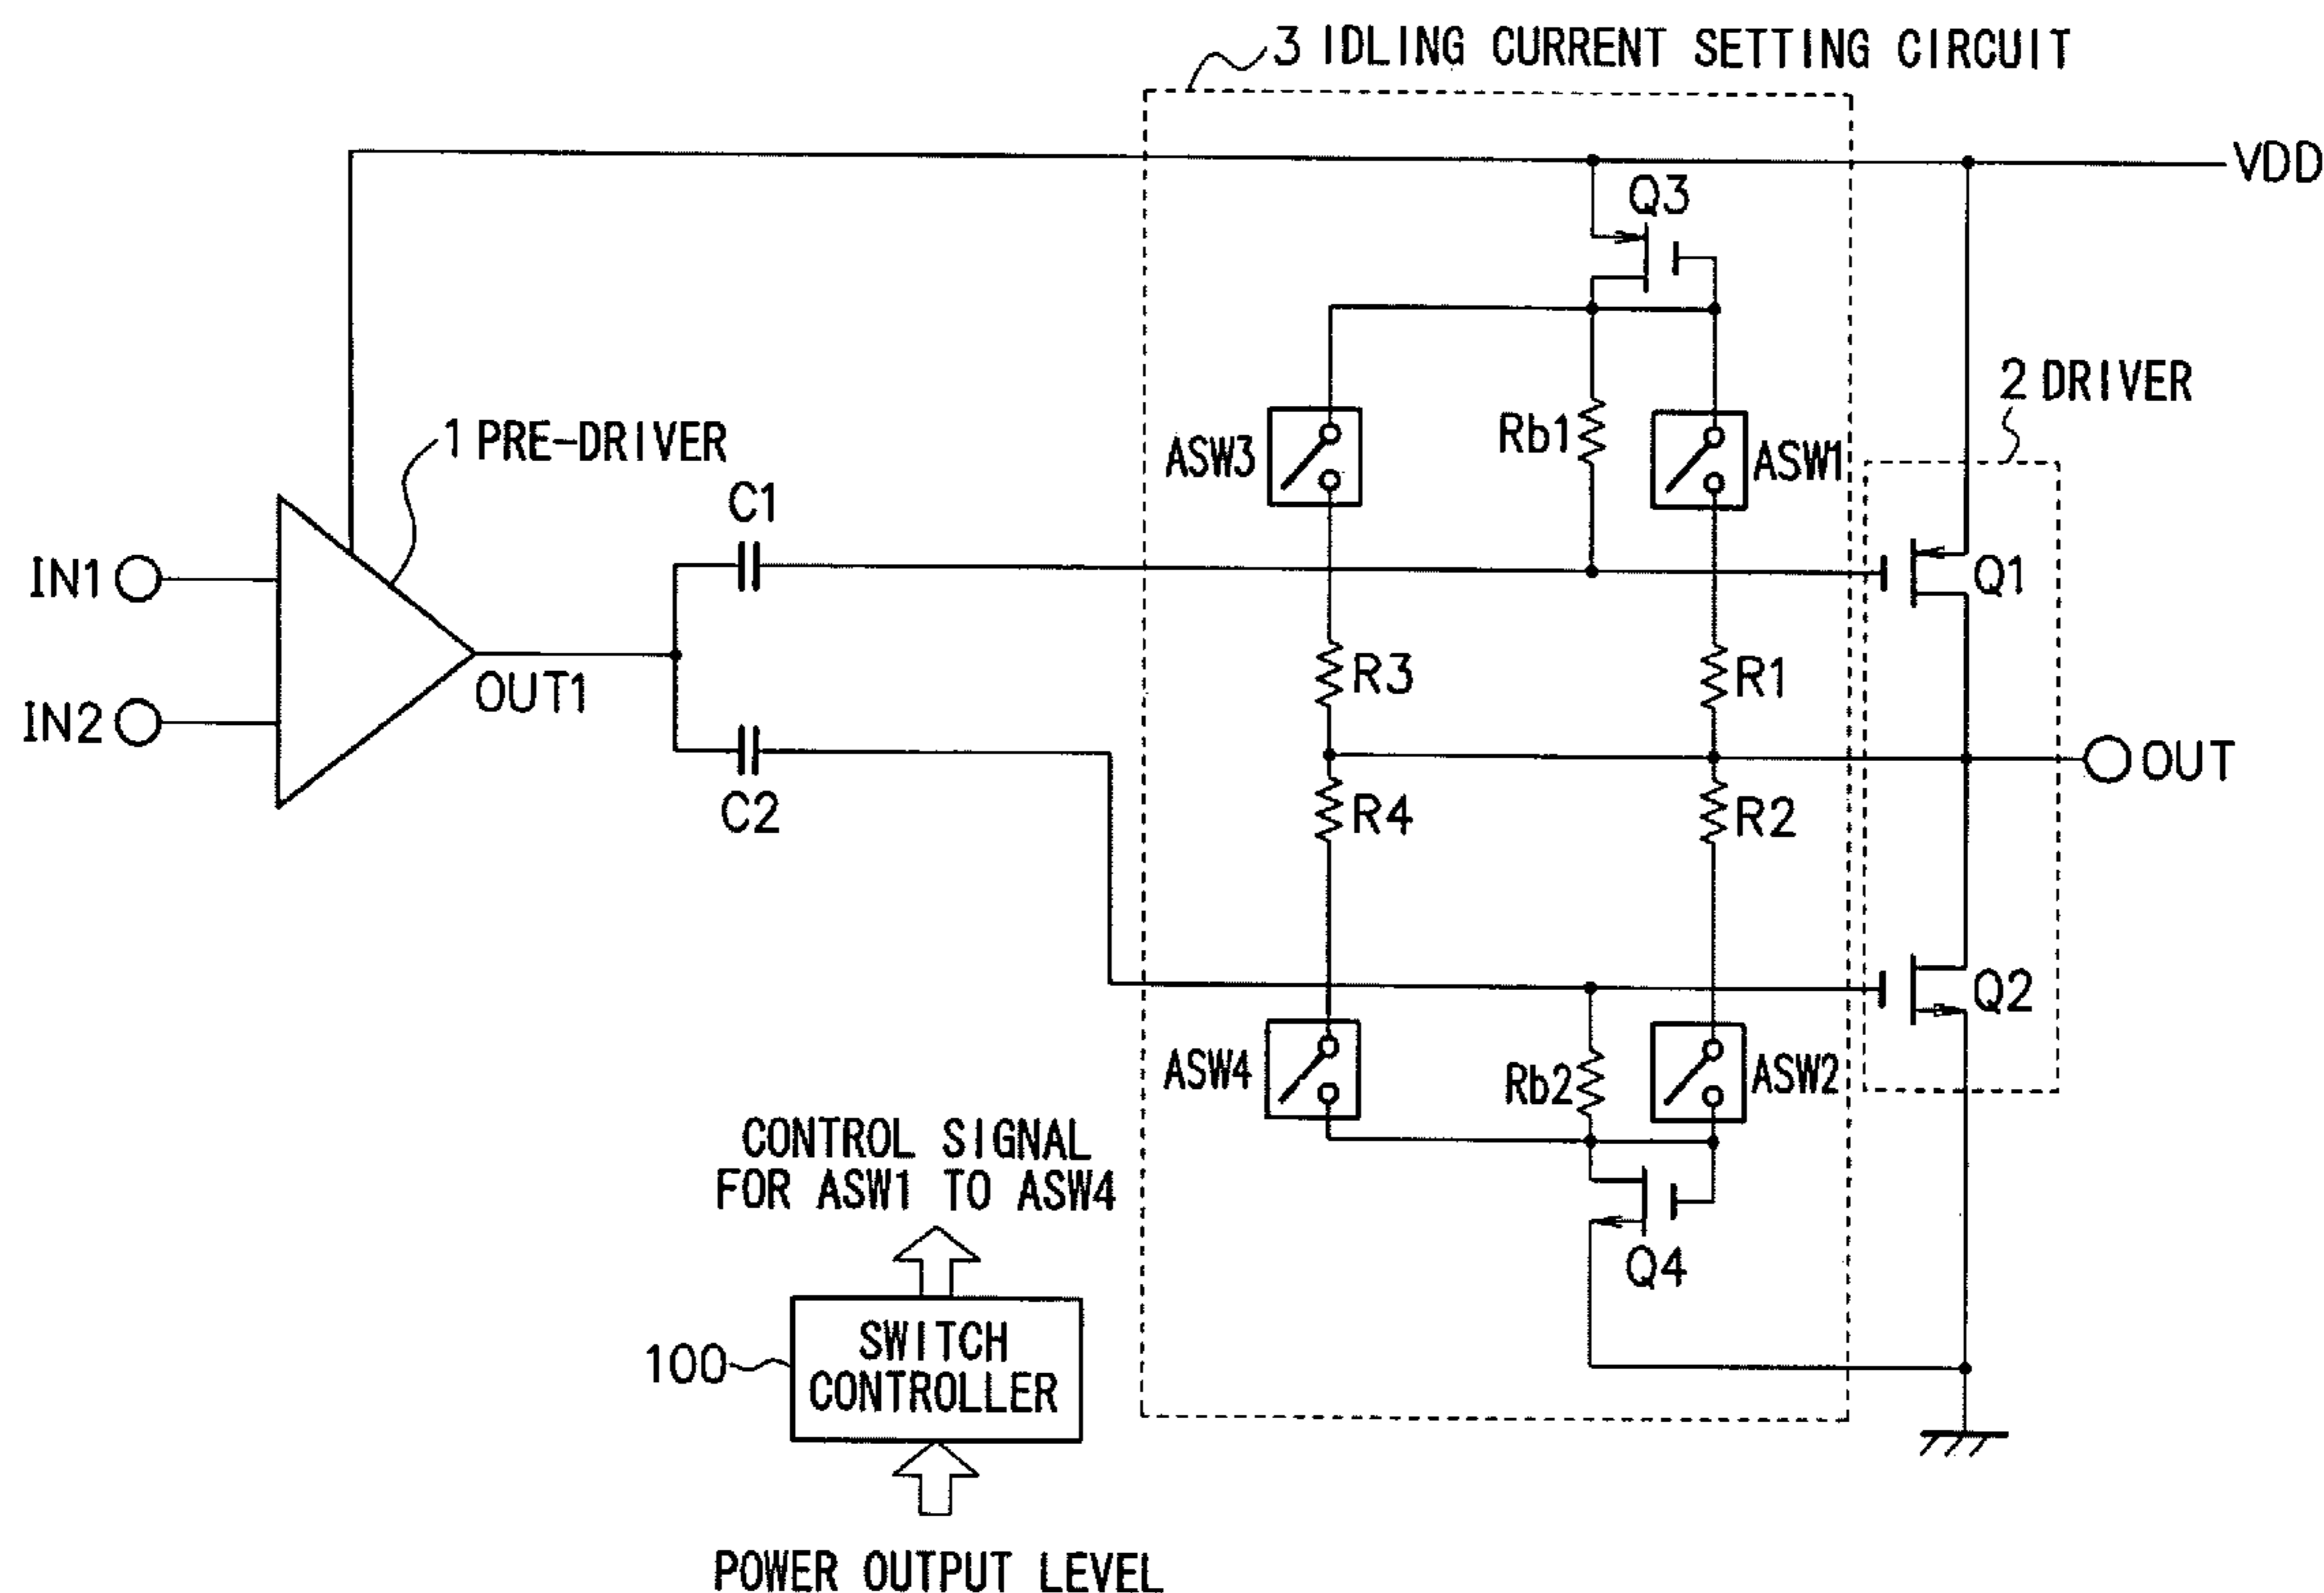 3 IDLING CURRENT SETTING CIRCUIT
VDD
Q3
2 DRIVER
1 PRE-DRIVER
ASW3
Rb1
ASW1
C1
IN1
Q1
R3
R1
OUT1
IN2
OUT
C2
R4
R2
Q2
ASW4
Rb2
ASW2
CONTROL SIGNAL
FOR ASW1 TO ASW4
Q4
100
SWITCH
CONTROLLER
POWER OUTPUT LEVEL